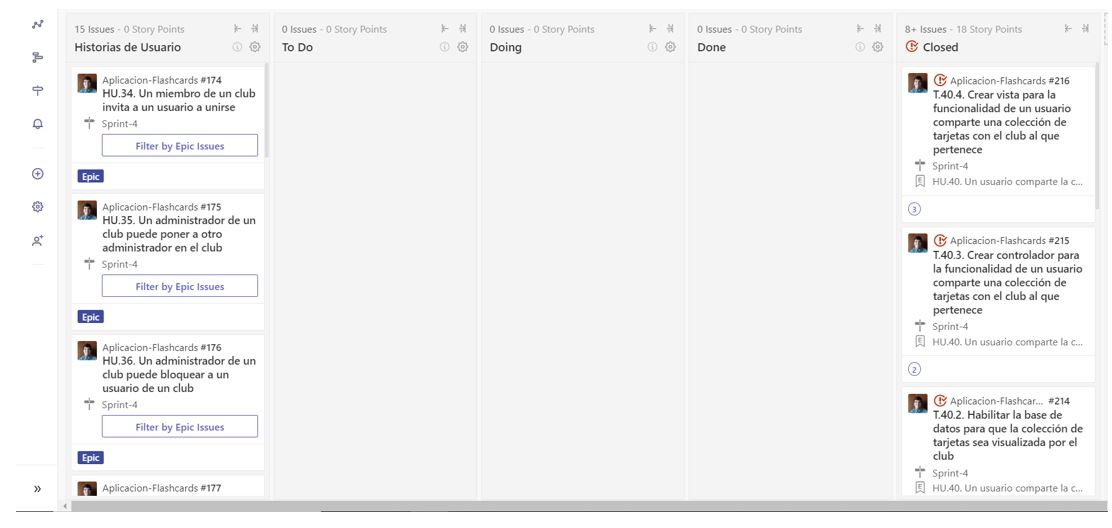 15 Issues - 0 Story Points
Historias de Usuario
Aplicacion-Flashcards #174
HU.34. Un miembro de un club
invita a un usuario a unirse
Sprint-4
Filter by Epic Issues
Epic
Aplicacion-Flashcards #175
HU.35. Un administrador de un
club puede poner a otro
administrador en el club
Sprint-4
Filter by Epic Issues
Epic
Aplicacion-Flashcards #176
HU.36. Un administrador de un
club puede bloquear a un
usuario de un club
Sprint-4
Filter by Epic Issues
Epic
Aplicacion-Flashcards #177
0 Issues - 0 Story Points
To Do
0 Issues - 0 Story Points
Doing
0 Issues - 0 Story Points
Done
8+ Issues - 18 Story Points
Closed
Aplicacion-Flashcards #216
T.40.4. Crear vista para la
funcionalidad de un usuario
comparte una colección de
tarjetas con el club al que
pertenece
Sprint-4
HU.40. Un usuario comparte la c...
3
Aplicacion-Flashcards #215
T.40.3. Crear controlador para
la funcionalidad de un usuario
comparte una colección de
tarjetas con el club al que
pertenece
Sprint-4
HU.40. Un usuario comparte la c...
2
Aplicacion-Flashcar... #214
T.40.2. Habilitar la base de
datos para que la colección de
tarjetas sea visualizada por el
club
Sprint-4
HU.40. Un usuario comparte la c...